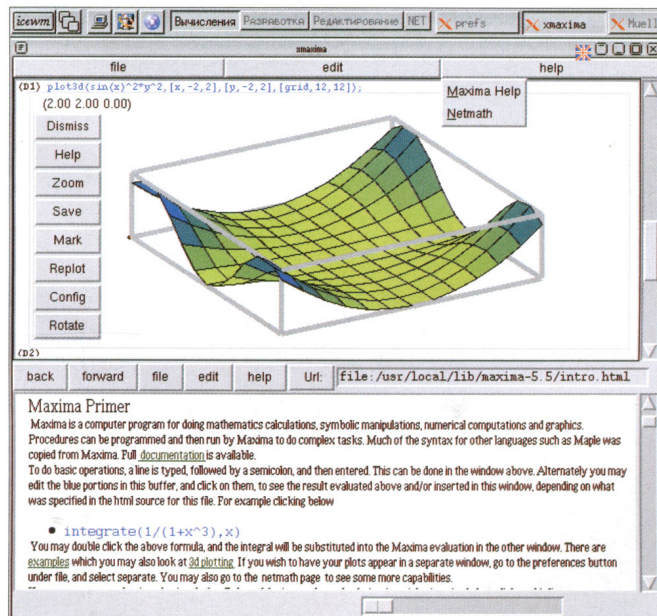 icewm Вычисления Разработка Редактирование NET prefs xmaxima Muell
xmaxima
file edit help
(D1) plot3d(sin(x)^2*y^2,[x,-2,2],[y,-2,2],[grid,12,12]);
Maxima Help
Netmath
(2.00 2.00 0.00)
Dismiss
Help
Zoom
Save
Mark
Replot
Config
Rotate
(D2)
back forward file edit help Url: file:/usr/local/lib/maxima-5.5/intro.html
Maxima Primer
Maxima is a computer program for doing mathematics calculations, symbolic manipulations, numerical computations and graphics.
Procedures can be programmed and then run by Maxima to do complex tasks. Much of the syntax for other languages such as Maple was
copied from Maxima. Full documentation is available.
To do basic operations, a line is typed, followed by a semicolon, and then entered. This can be done in the window above. Alternately you may
edit the blue portions in this buffer, and click on them, to see the result evaluated above and/or inserted in this window, depending on what
was specified in the html source for this file. For example clicking below
• integrate(1/(1+x^3),x)
You may double click the above formula, and the integral will be substituted into the Maxima evaluation in the other window. There are
examples which you may also look at 3d plotting. If you wish to have your plots appear in a separate window, go to the preferences button
under file, and select separate. You may also go to the netmath page to see some more capabilities.